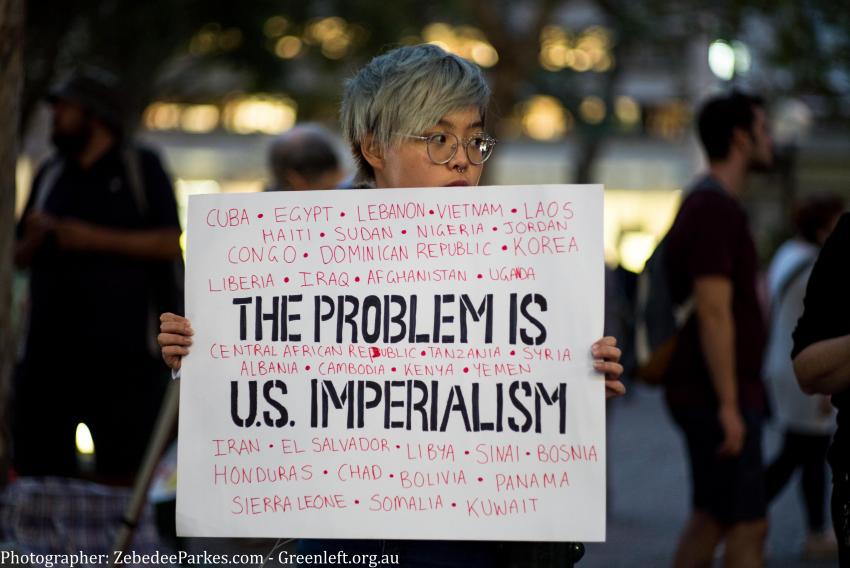 CUBA • EGYPT • LEBANON • VIETNAM • LAOS
HAITI • SUDAN • NIGERIA • JORDAN
CONGO • DOMINICAN REPUBLIC • KOREA
LIBERIA • IRAQ • AFGHANISTAN • UGANDA
THE PROBLEM IS
CENTRAL AFRICAN REPUBLIC • TANZANIA • SYRIA
ALBANIA • CAMBODIA • KENYA • YEMEN
U.S. IMPERIALISM
IRAN • EL SALVADOR • LIBYA • SINAI • BOSNIA
HONDURAS • CHAD • BOLIVIA • PANAMA
SIERRA LEONE • SOMALIA • KUWAIT
Photographer: ZebedeeParkes.com - Greenleft.org.au